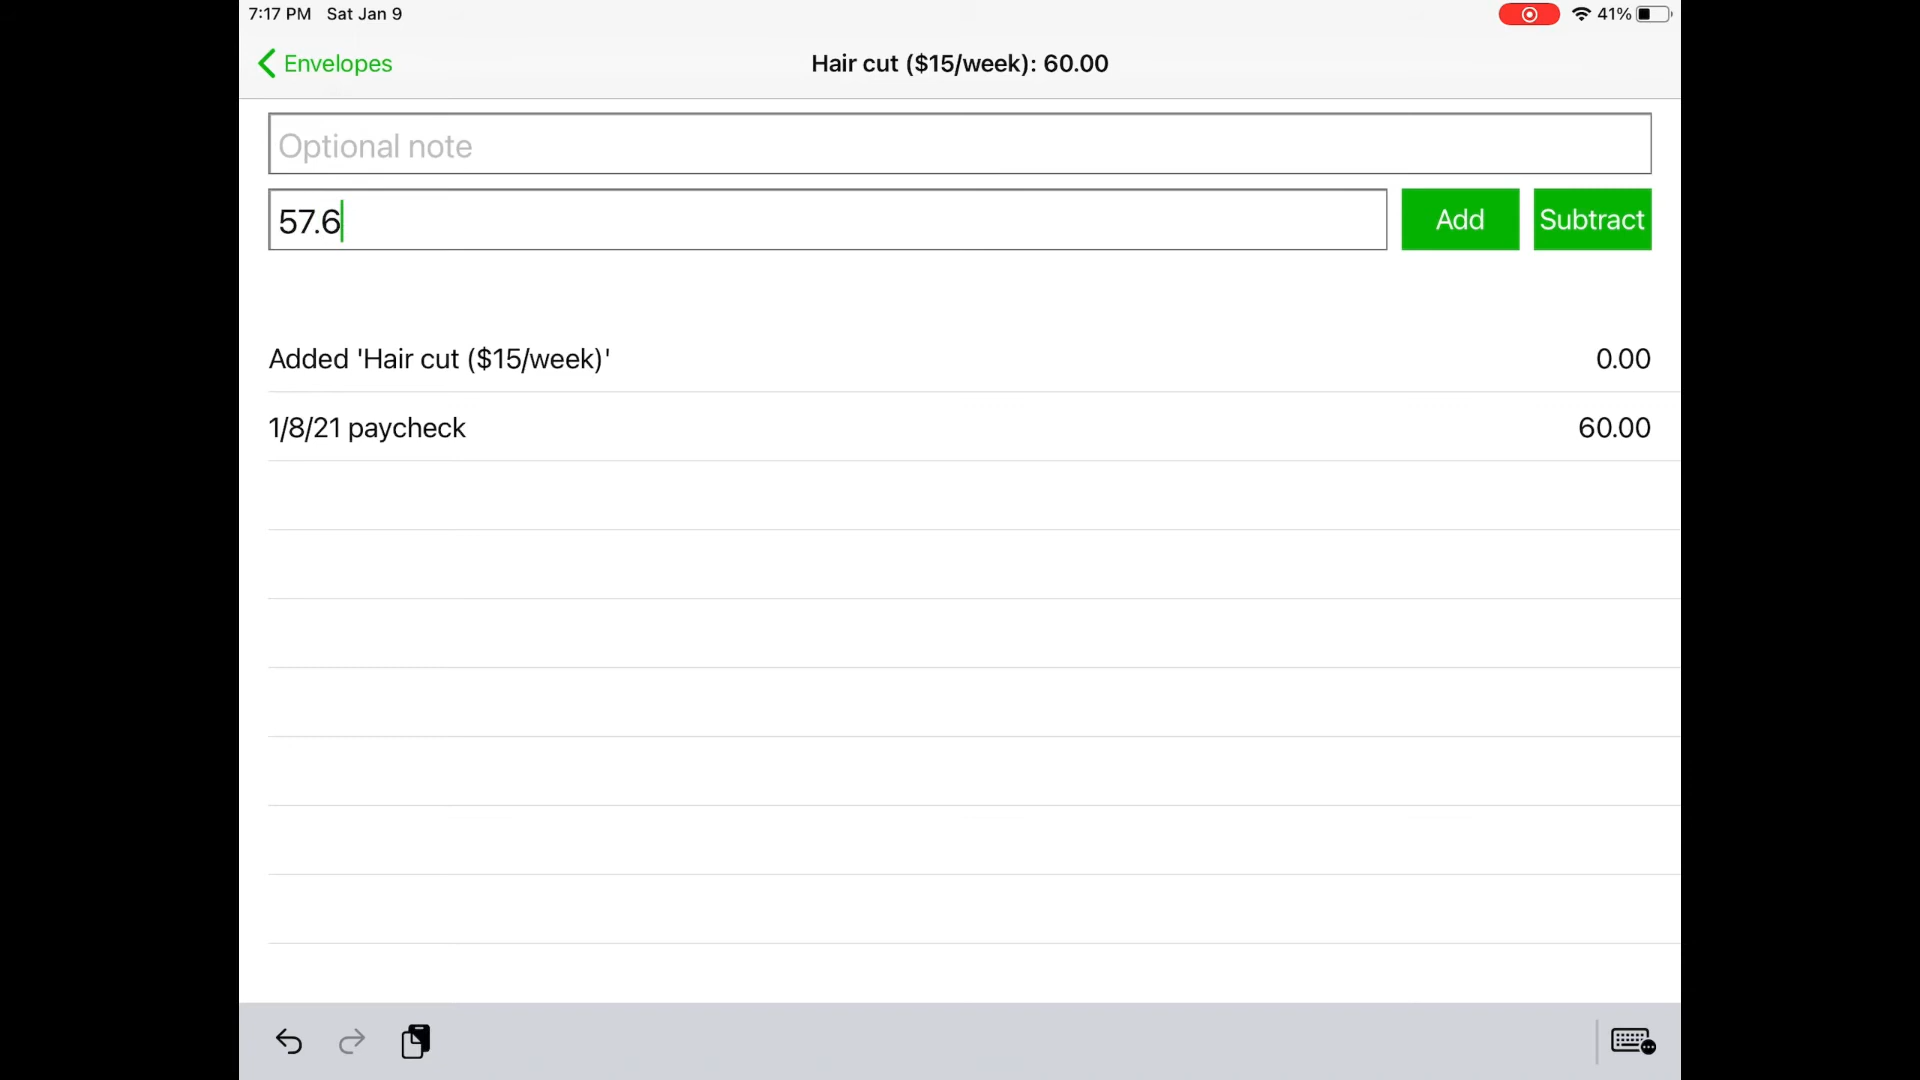 7:17 PM Sat Jan 9
41%
Envelopes
Hair cut ($15/week): 60.00
Optional note
57.6
Add
Subtract
Added 'Hair cut ($15/week)' 0.00
1/8/21 paycheck 60.00